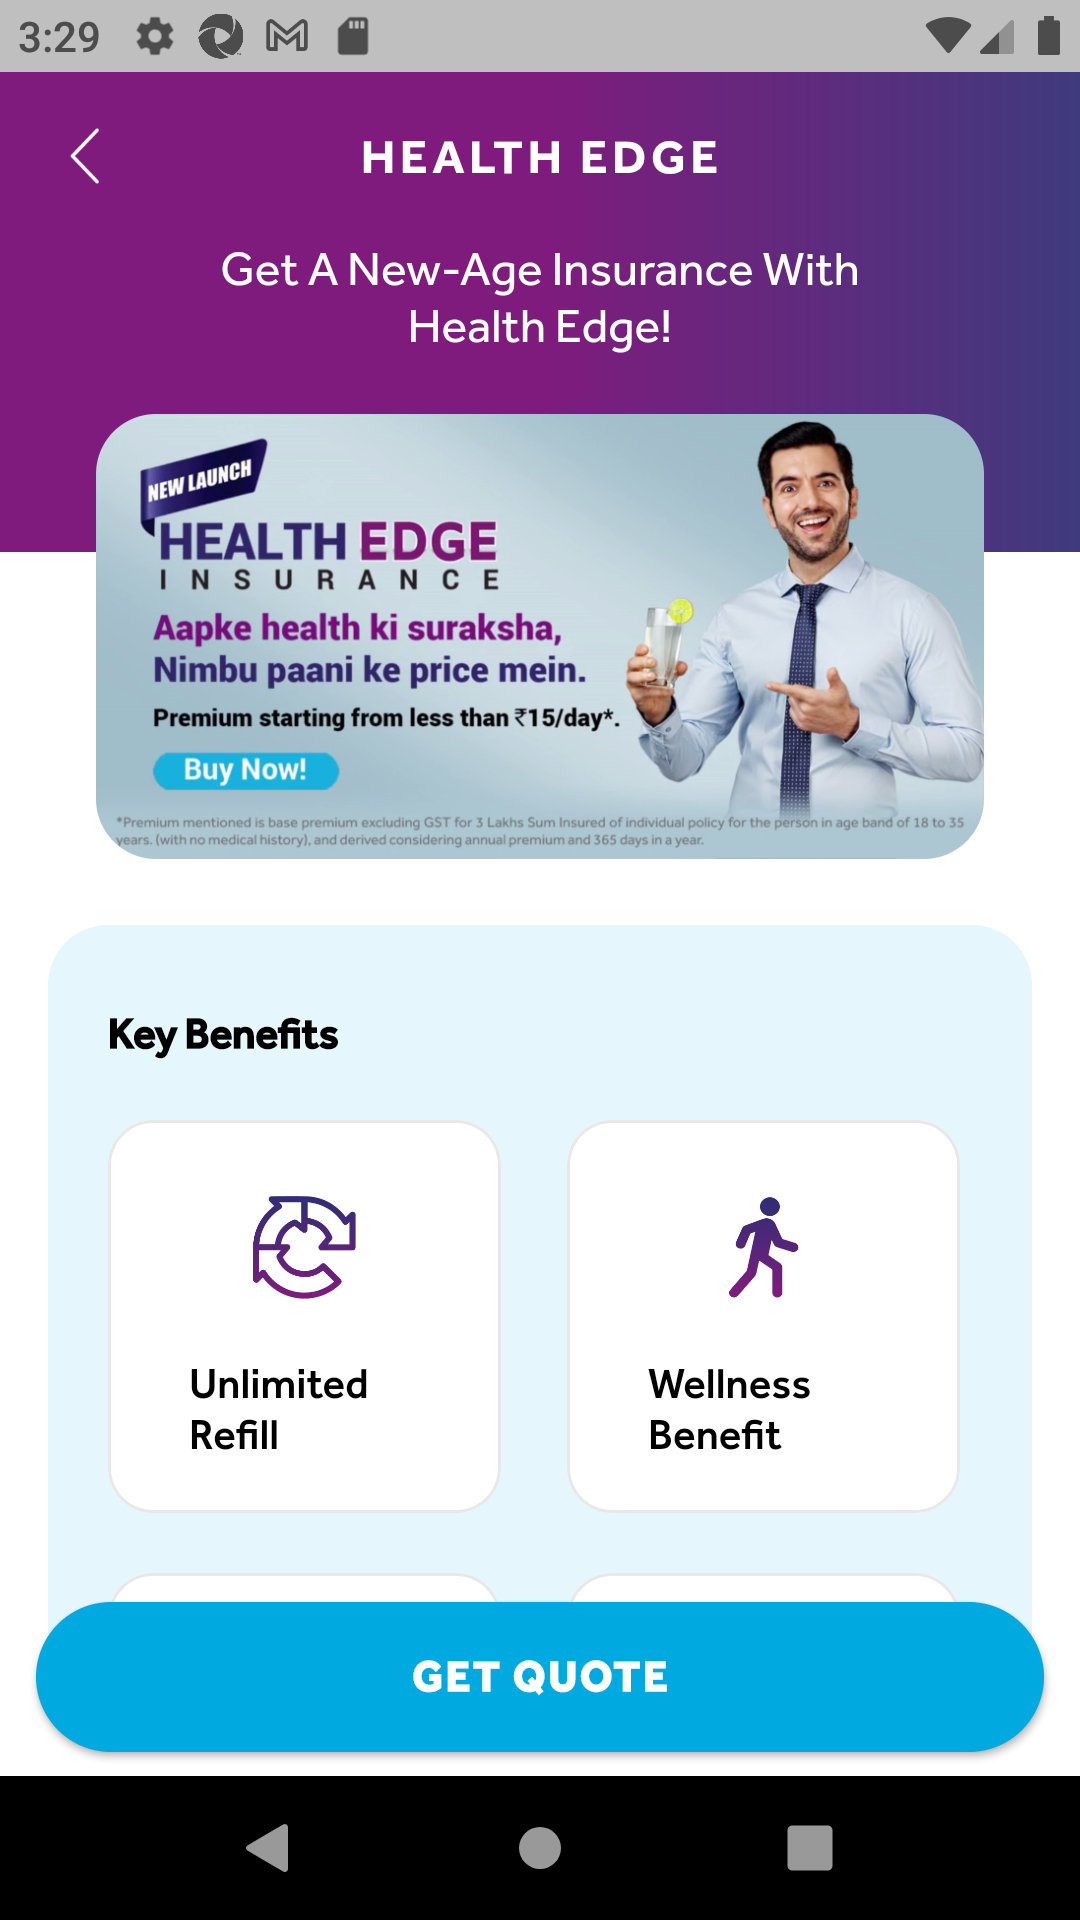 3:29
HEALTH EDGE
Get A New-Age Insurance With
Health Edge!
NEW LAUNCH
HEALTH EDGE
INSURANCE
Aapke health ki suraksha,
Nimbu paani ke price mein.
Premium starting from less than ₹15/day*.
Buy Now!
*Premium mentioned is base premium excluding GST for 3 Lakhs Sum Insured of individual policy for the person in age band of 18 to 35
years. (with no medical history), and derived considering annual premium and 365 days in a year.
Key Benefits
Unlimited
Refill
Wellness
Benefit
GET QUOTE